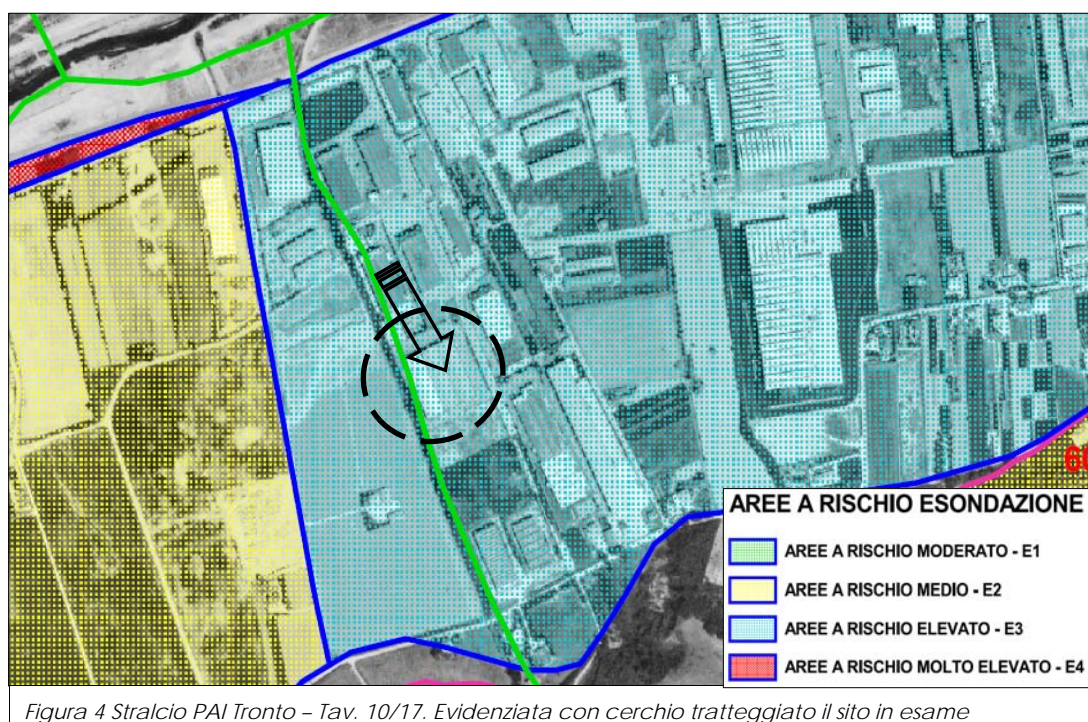 60
AREE A RISCHIO ESONDAZIONE
AREE A RISCHIO MODERATO - E1
AREE A RISCHIO MEDIO - E2
AREE A RISCHIO ELEVATO - E3
AREE A RISCHIO MOLTO ELEVATO - E4
Figura 4 Stralcio PAI Tronto – Tav. 10/17. Evidenziata con cerchio tratteggiato il sito in esame